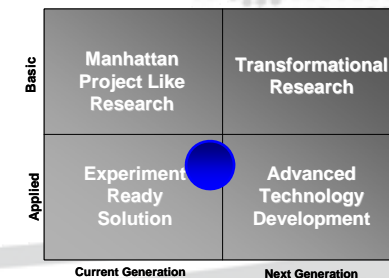 Basic
Manhattan
Project Like
Research
Transformational
Research
Applied
Experiment
Ready
Solution
Advanced
Technology
Development
Current Generation
Next Generation